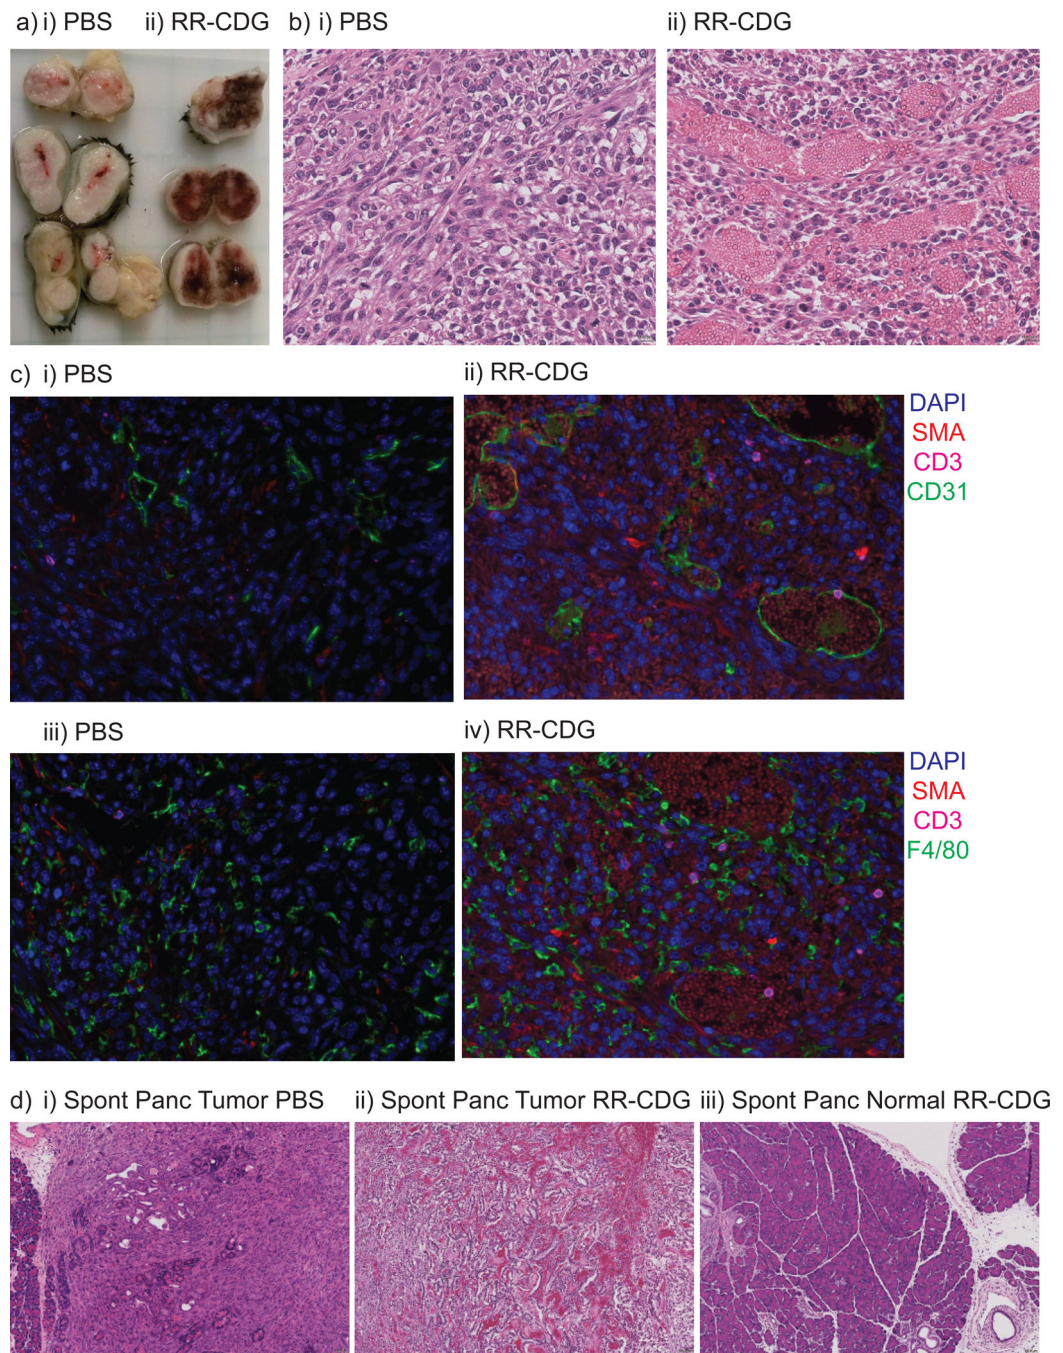 a) i) PBS ii) RR-CDG b) i) PBS ii) RR-CDG
c) i) PBS ii) RR-CDG
DAPI
SMA
CD3
CD31
iii) PBS iv) RR-CDG
DAPI
SMA
CD3
F4/80
d) i) Spont Panc Tumor PBS ii) Spont Panc Tumor RR-CDG iii) Spont Panc Normal RR-CDG